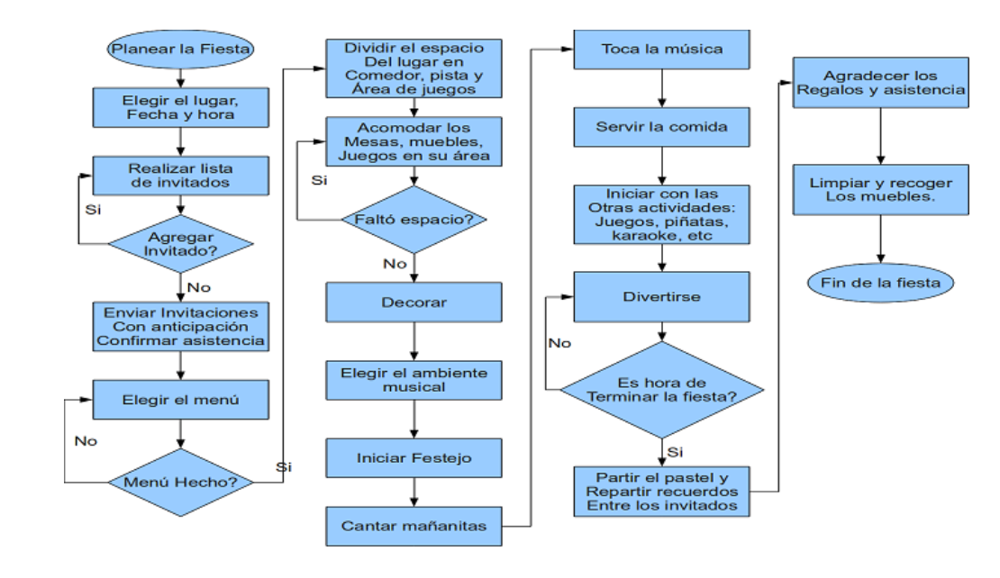 Planear la Fiesta
Elegir el lugar,
Fecha y hora
Realizar lista
de invitados
Si
Agregar
Invitado?
No
Enviar Invitaciones
Con anticipación
Confirmar asistencia
Elegir el menú
No
Menú Hecho?
Si
Dividir el espacio
Del lugar en
Comedor, pista y
Área de juegos
Acomodar los
Mesas, muebles,
Juegos en su área
Si
Faltó espacio?
No
Decorar
Elegir el ambiente
musical
Iniciar Festejo
Cantar mañanitas
Toca la música
Servir la comida
Iniciar con las
Otras actividades:
Juegos, piñatas,
karaoke, etc
Divertirse
No
Es hora de
Terminar la fiesta?
Si
Partir el pastel y
Repartir recuerdos
Entre los invitados
Agradecer los
Regalos y asistencia
Limpiar y recoger
Los muebles.
Fin de la fiesta